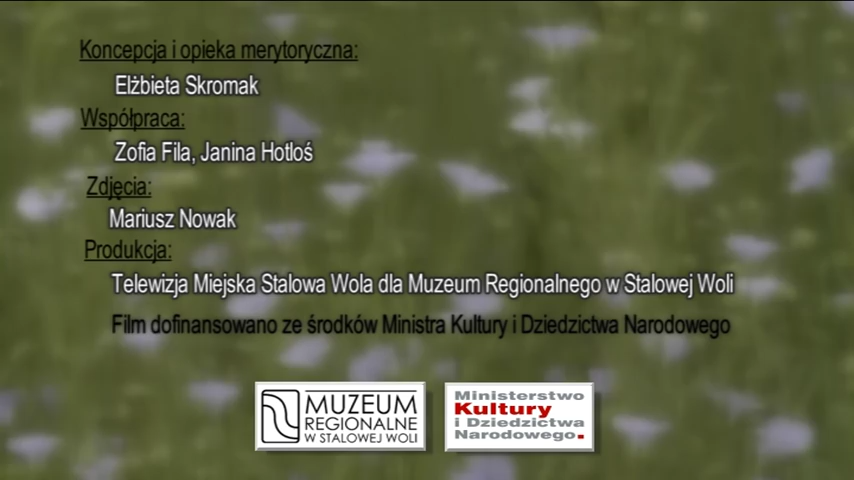 Koncepcja i opieka merytoryczna:
Elżbieta Skromak
Współpraca:
Zofia Fila, Janina Hotloś
Zdjęcia:
Mariusz Nowak
Produkcja:
Telewizja Miejska Stalowa Wola dla Muzeum Regionalnego w Stalowej Woli
Film dofinansowano ze środków Ministra Kultury i Dziedzictwa Narodowego
MUZEUM
REGIONALNE
W STALOWEJ WOLI
Ministerstwo
Kultury
i Dziedzictwa
Narodowego.